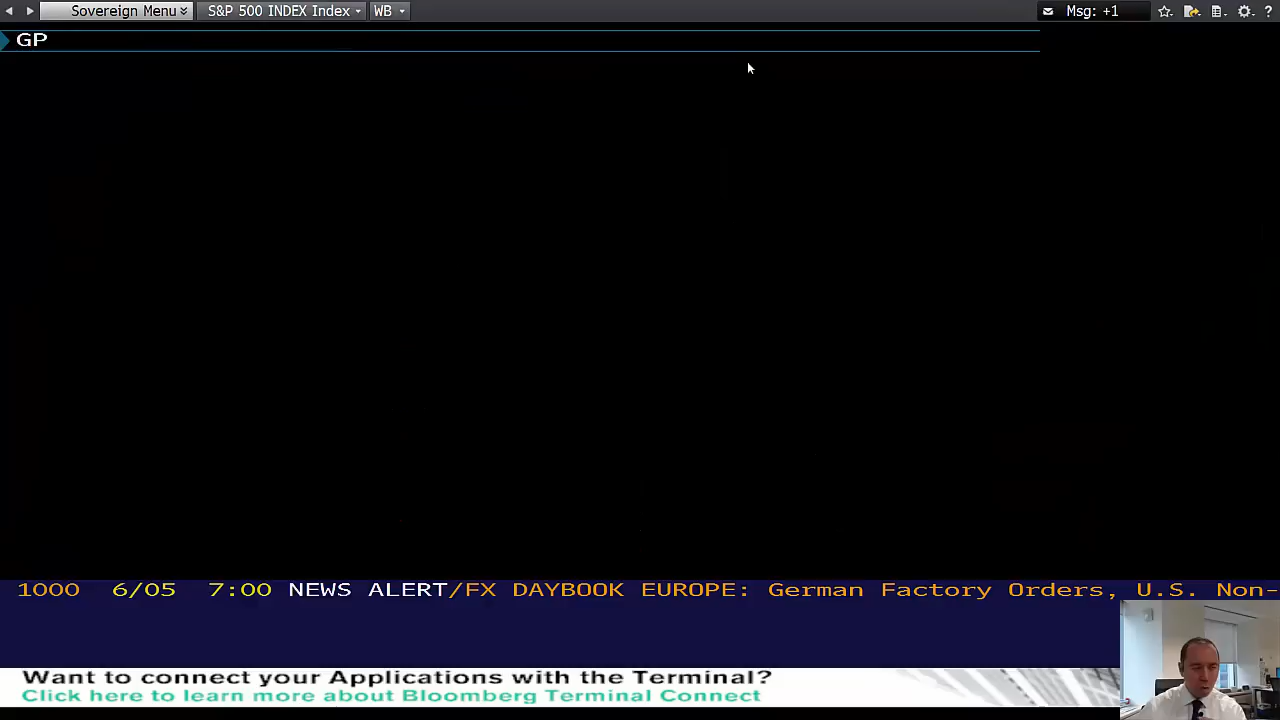 Sovereign Menu S&P 500 INDEX Index WB Msg: +1 ?
GP
1000 6/05 7:00 NEWS ALERT/FX DAYBOOK EUROPE: German Factory Orders, U.S. Non-
Want to connect your Applications with the Terminal?
Click here to learn more about Bloomberg Terminal Connect